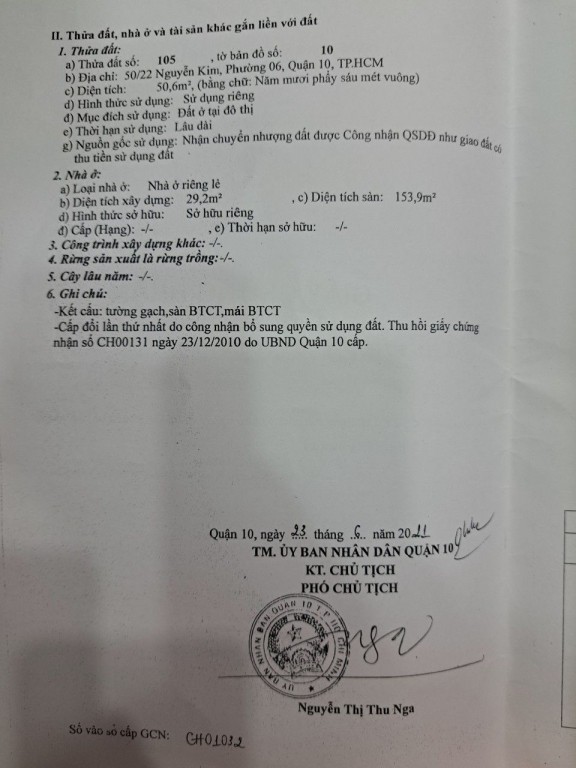 II. Thửa đất, nhà ở và tài sản khác gắn liền với đất
1. Thửa đất:
a) Thửa đất số: 105 , tờ bản đồ số: 10
b) Địa chỉ: 50/22 Nguyễn Kim, Phường 06, Quận 10, TP.HCM
c) Diện tích: 50,6m², (bằng chữ: Năm mươi phẩy sáu mét vuông)
d) Hình thức sử dụng: Sử dụng riêng
đ) Mục đích sử dụng: Đất ở tại đô thị
e) Thời hạn sử dụng: Lâu dài
g) Nguồn gốc sử dụng: Nhận chuyển nhượng đất được Công nhận QSDĐ như giao đất có
thu tiền sử dụng đất
2. Nhà ở:
a) Loại nhà ở: Nhà ở riêng lẻ
b) Diện tích xây dựng: 29,2m² , c) Diện tích sàn: 153,9m²
d) Hình thức sở hữu: Sở hữu riêng
đ) Cấp (Hạng): -/- , e) Thời hạn sở hữu: -/-
3. Công trình xây dựng khác: -/-.
4. Rừng sản xuất là rừng trồng:-/-.
5. Cây lâu năm: -/-.
6. Ghi chú:
-Kết cấu: tường gạch,sàn BTCT,mái BTCT
-Cấp đổi lần thứ nhất do công nhận bổ sung quyền sử dụng đất. Thu hồi giấy chứng
nhận số CH00131 ngày 23/12/2010 do UBND Quận 10 cấp.
Quận 10, ngày 23 tháng 6 năm 2011
TM. ỦY BAN NHÂN DÂN QUẬN 10
KT. CHỦ TỊCH
PHÓ CHỦ TỊCH
ỦY BAN NHÂN DÂN QUẬN 10 T.P HỒ CHÍ MINH
Nguyễn Thị Thu Nga
Số vào sổ cấp GCN: CH01032